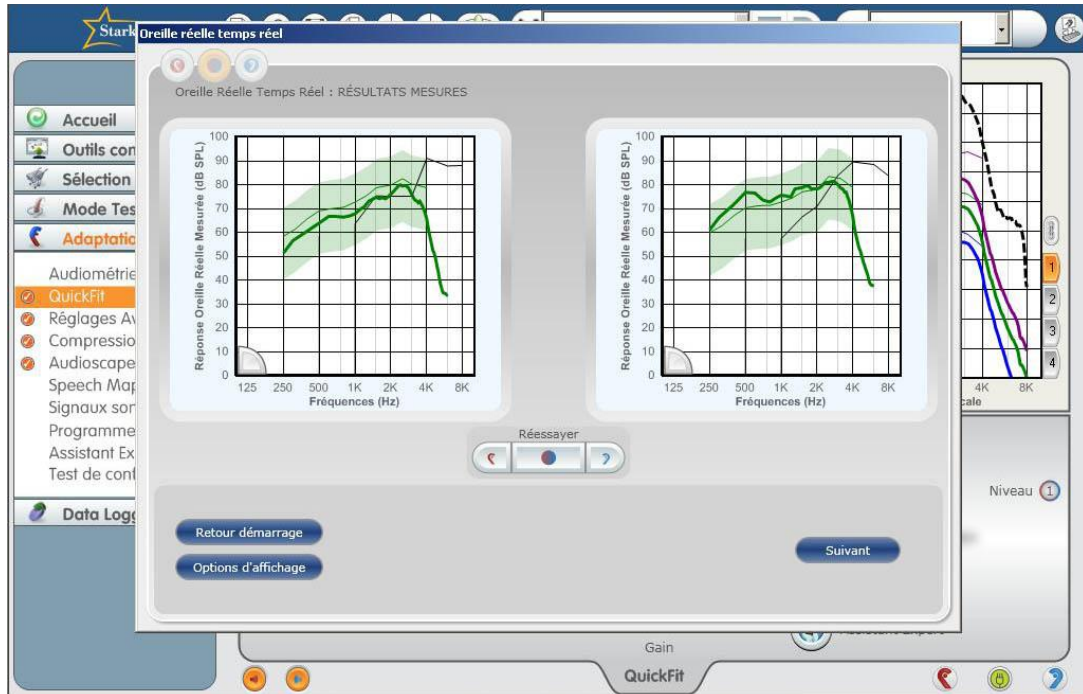 Stark
Oreille réelle temps réel
Oreille Réelle Temps Réel : RÉSULTATS MESURES
Accueil
Outils con
Sélection
Mode Tes
Adaptatio
Audiométrie
QuickFit
Réglages Av
Compressio
Audioscape
Speech Map
Signaux sor
Programme
Assistant Ex
Test de conf
Data Logg
Réponse Oreille Réelle Mesurée (dB SPL)
100
90
80
70
60
50
40
30
20
10
0
125 250 500 1K 2K 4K 8K
Fréquences (Hz)
Réponse Oreille Réelle Mesurée (dB SPL)
100
90
80
70
60
50
40
30
20
10
0
125 250 500 1K 2K 4K 8K
Fréquences (Hz)
Réessayer
Retour démarrage
Options d'affichage
Suivant
1
2
3
4
4K 8K
cale
Niveau 1
Gain
QuickFit